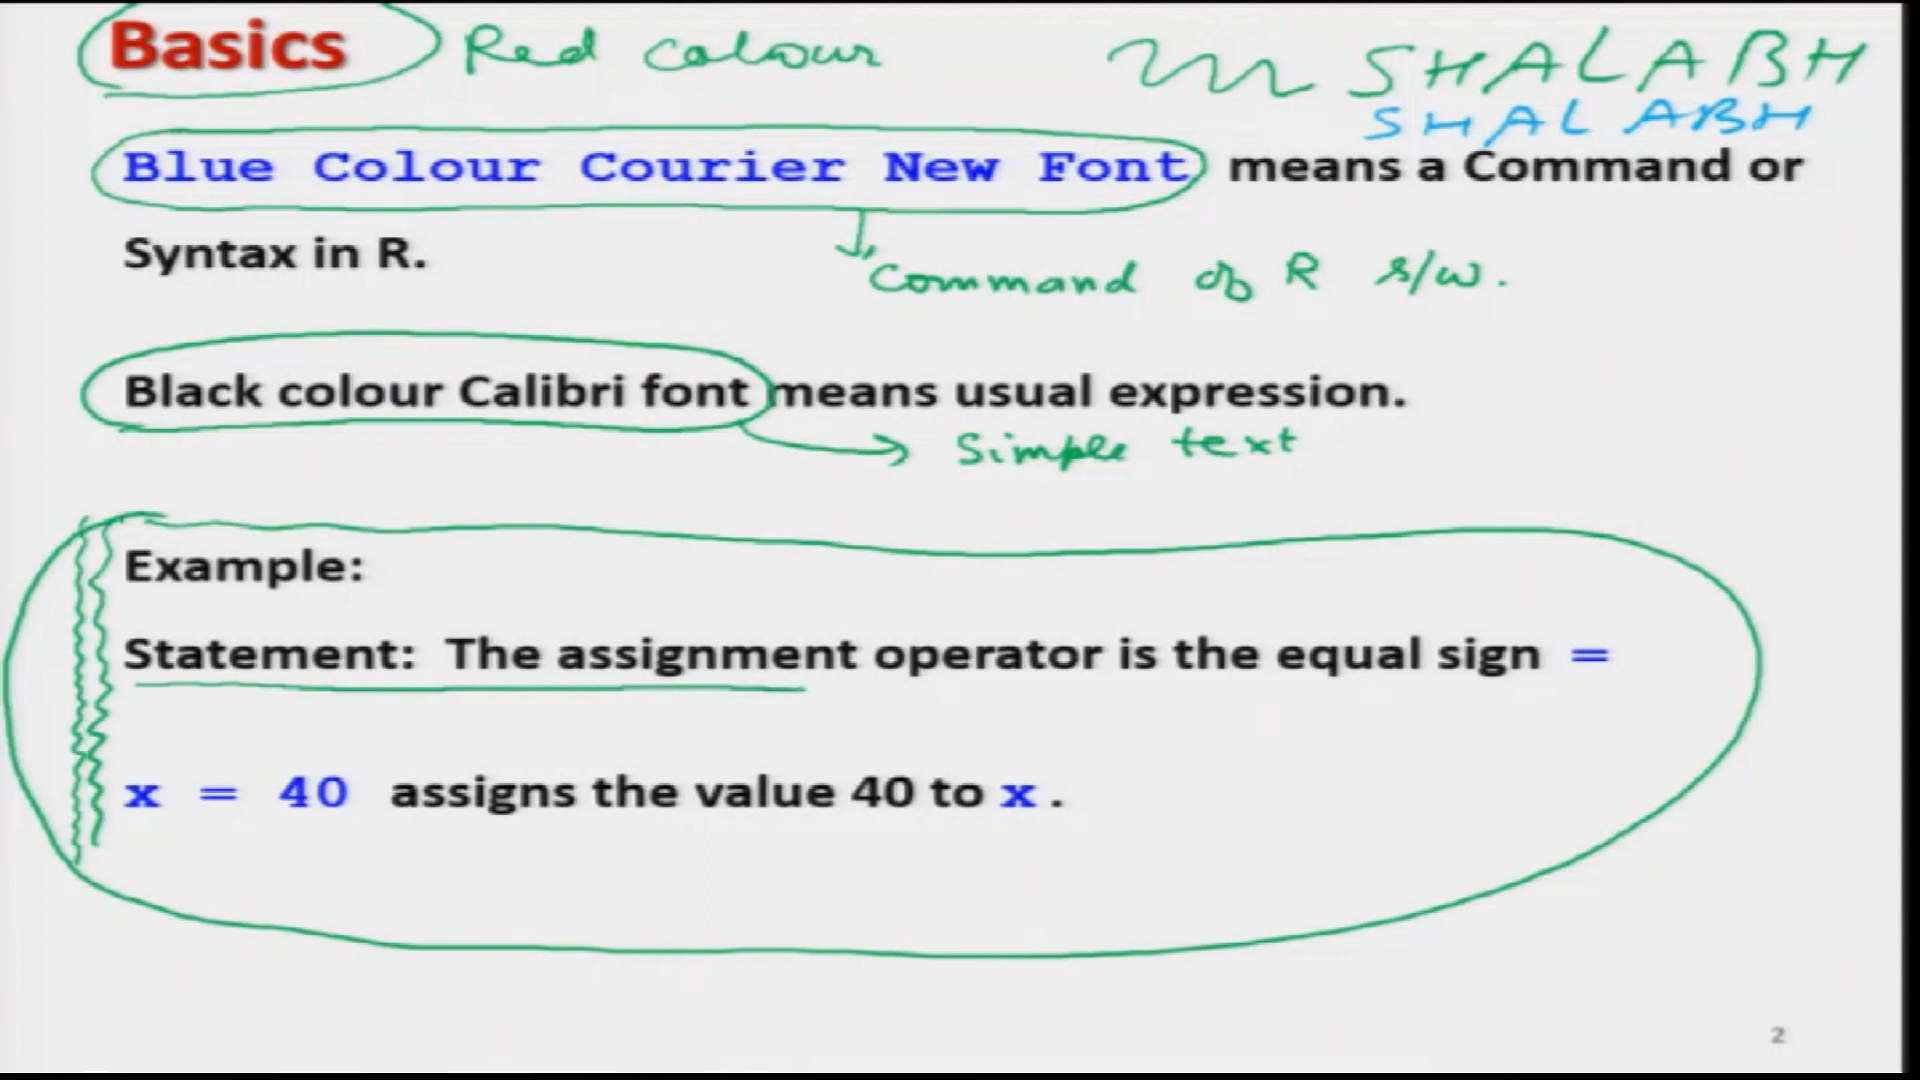 Basics Red colour SHALABH
SHALABH
Blue Colour Courier New Font means a Command or
Syntax in R.
Command of R s/w.
Black colour Calibri font means usual expression.
Simple text
Example:
Statement: The assignment operator is the equal sign =
x = 40 assigns the value 40 to x .
2